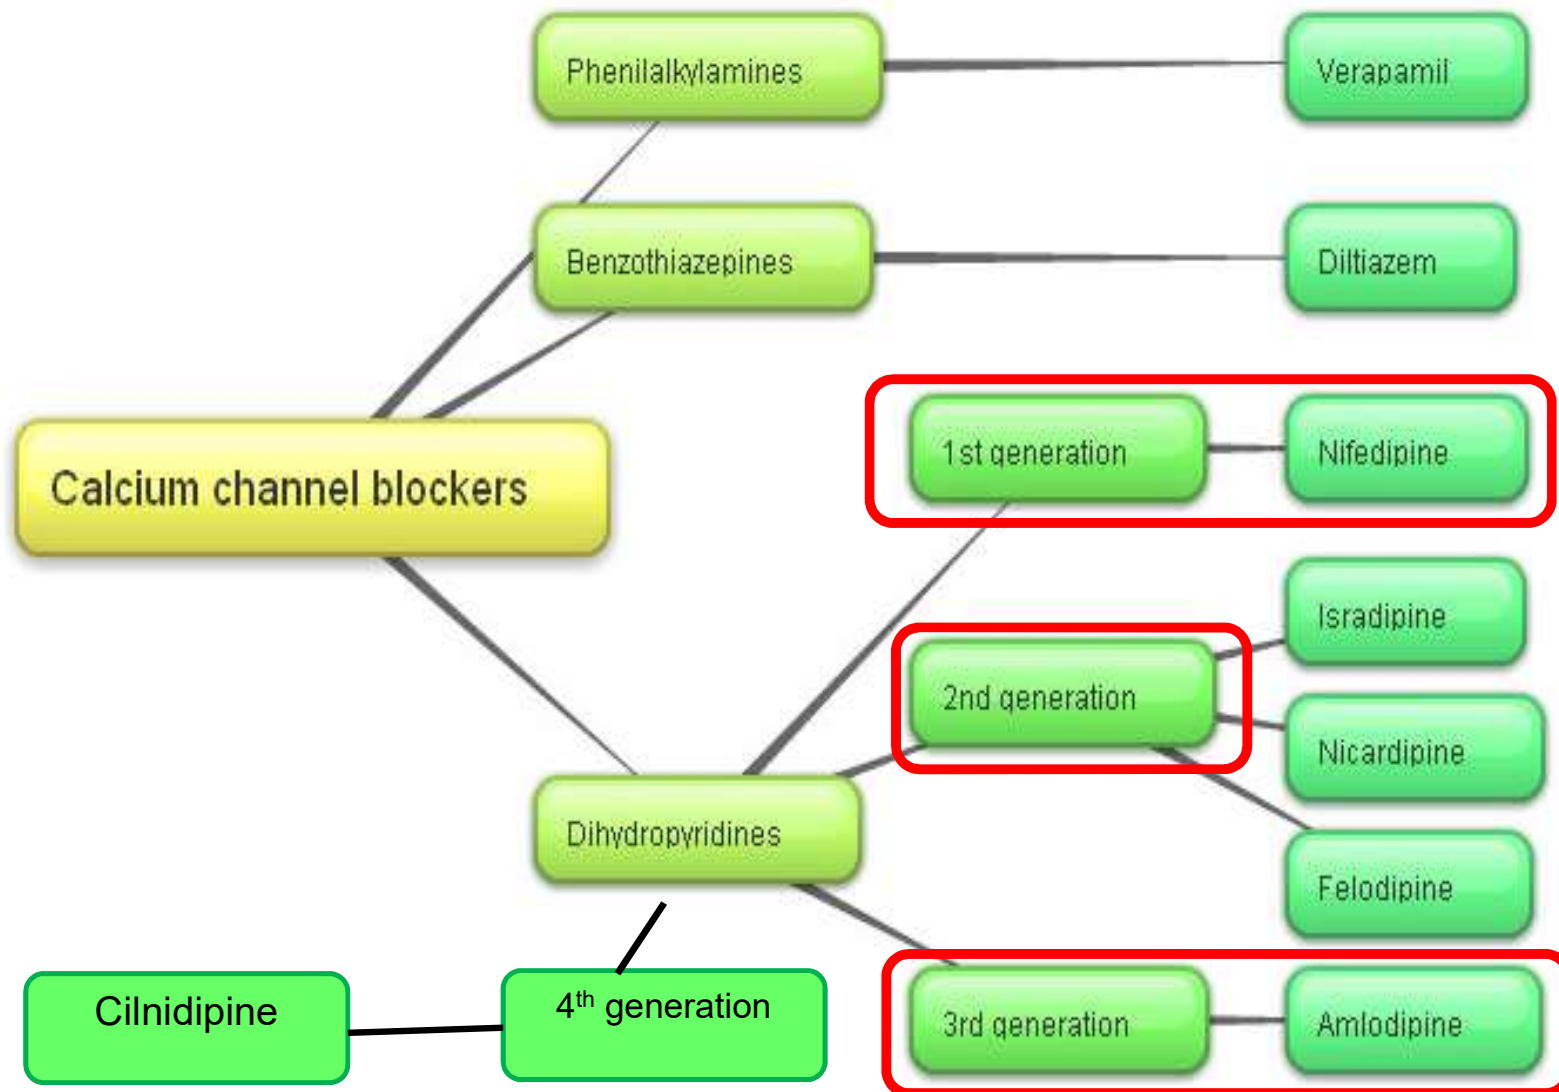 Phenilalkylamines
Verapamil
Benzothiazepines
Diltiazem
Calcium channel blockers
1st generation
Nifedipine
Isradipine
2nd generation
Nicardipine
Dihydropyridines
Felodipine
Cilnidipine
4th generation
3rd generation
Amlodipine